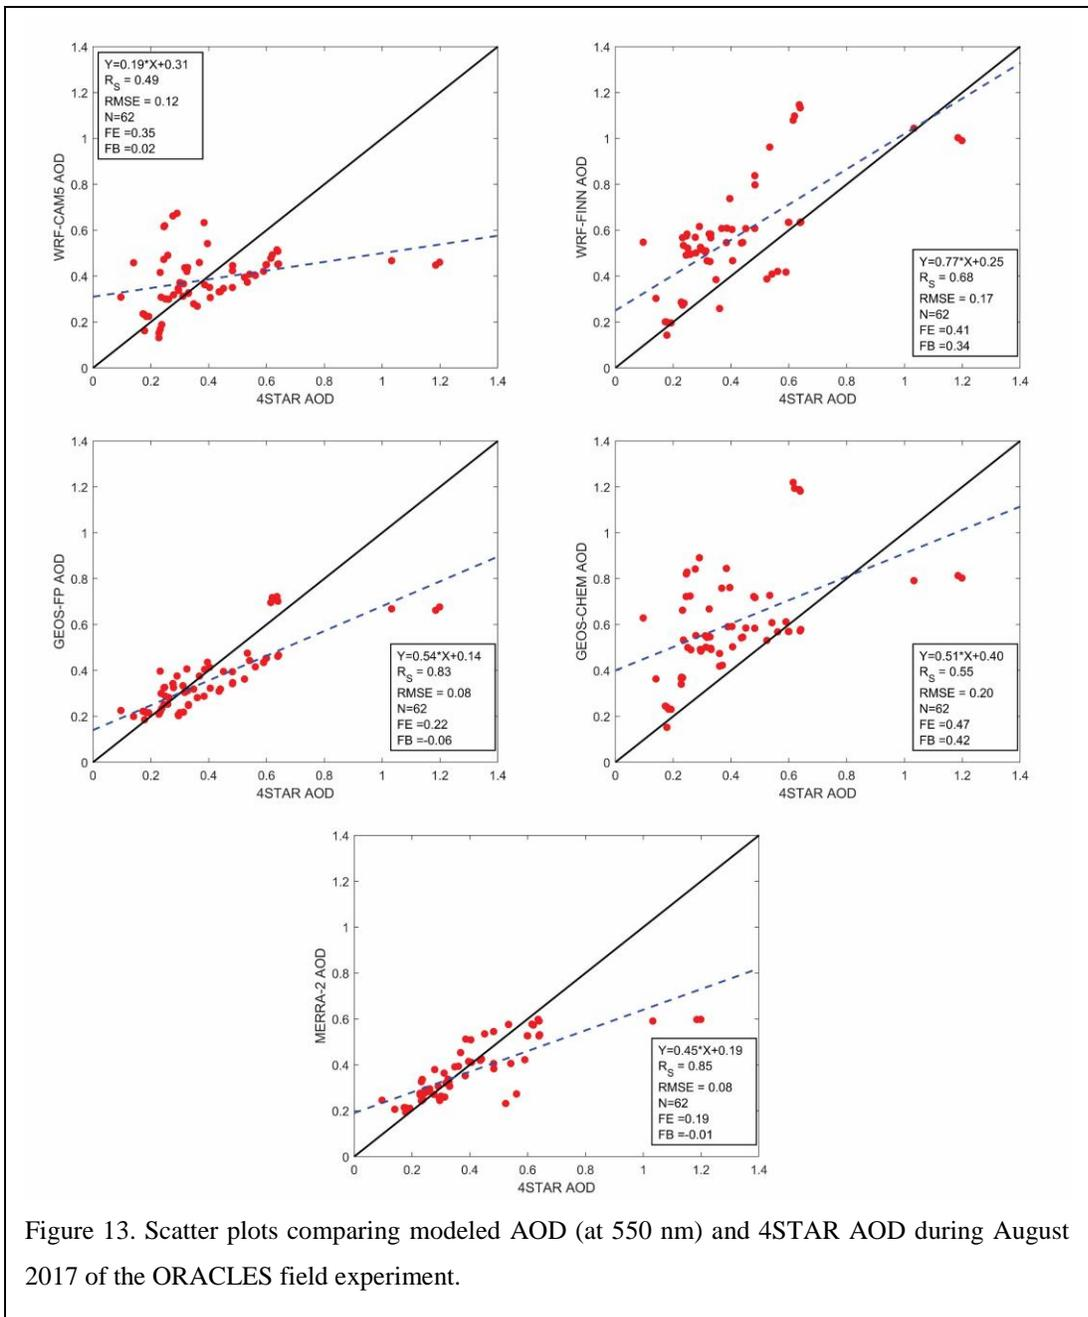 1.4
1.2
1
0.8
0.6
0.4
0.2
0
WRF-CAM5 AOD
Y=0.19*X+0.31
RS = 0.49
RMSE = 0.12
N=62
FE =0.35
FB =0.02
0 0.2 0.4 0.6 0.8 1 1.2 1.4
4STAR AOD
1.4
1.2
1
0.8
0.6
0.4
0.2
0
WRF-FINN AOD
Y=0.77*X+0.25
RS = 0.68
RMSE = 0.17
N=62
FE =0.41
FB =0.34
0 0.2 0.4 0.6 0.8 1 1.2 1.4
4STAR AOD
1.4
1.2
1
0.8
0.6
0.4
0.2
0
GEOS-FP AOD
Y=0.54*X+0.14
RS = 0.83
RMSE = 0.08
N=62
FE =0.22
FB =-0.06
0 0.2 0.4 0.6 0.8 1 1.2 1.4
4STAR AOD
1.4
1.2
1
0.8
0.6
0.4
0.2
0
GEOS-CHEM AOD
Y=0.51*X+0.40
RS = 0.55
RMSE = 0.20
N=62
FE =0.47
FB =0.42
0 0.2 0.4 0.6 0.8 1 1.2 1.4
4STAR AOD
1.4
1.2
1
0.8
0.6
0.4
0.2
0
MERRA-2 AOD
Y=0.45*X+0.19
RS = 0.85
RMSE = 0.08
N=62
FE =0.19
FB =-0.01
0 0.2 0.4 0.6 0.8 1 1.2 1.4
4STAR AOD
Figure 13. Scatter plots comparing modeled AOD (at 550 nm) and 4STAR AOD during August
2017 of the ORACLES field experiment.